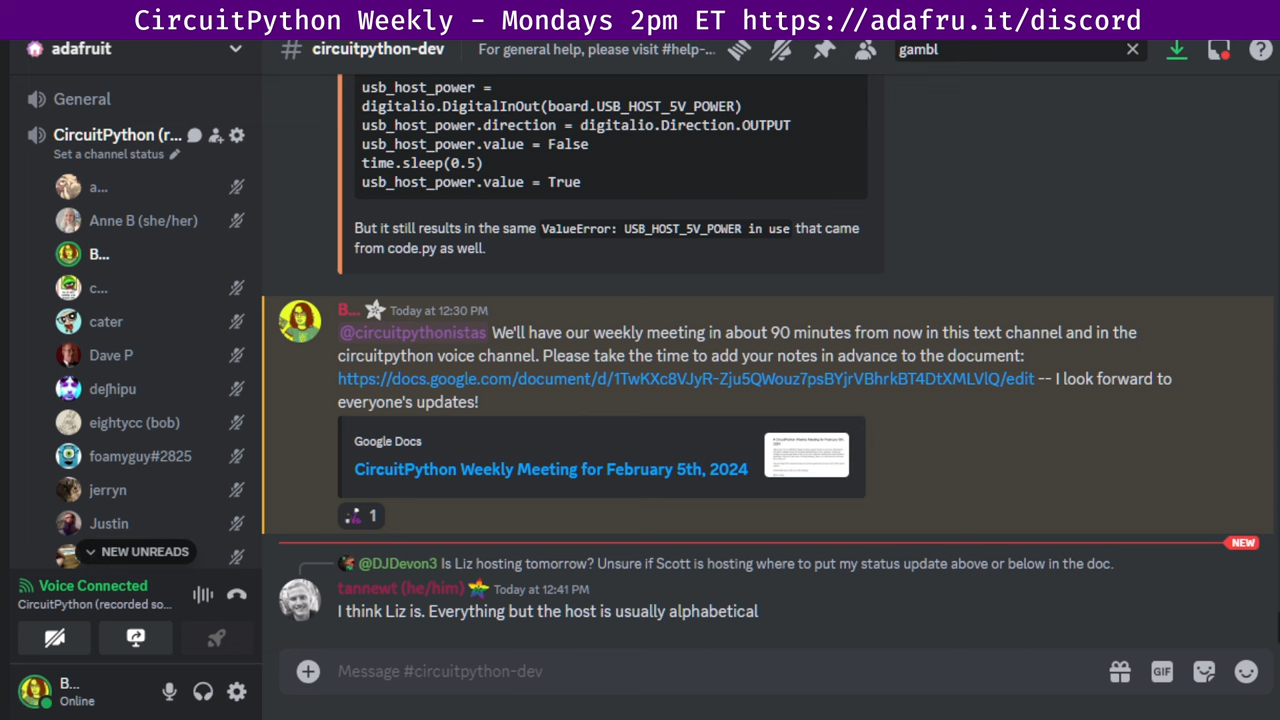 CircuitPython Weekly - Mondays 2pm ET https://adafru.it/discord
adafruit
# circuitpython-dev
For general help, please visit #help-...
gambl
General
CircuitPython (r...
Set a channel status
a...
Anne B (she/her)
B...
c...
cater
Dave P
deʃhipu
eightycc (bob)
foamyguy#2825
jerryn
Justin
NEW UNREADS
Voice Connected
CircuitPython (recorded so...
B...
Online
usb_host_power =
digitalio.DigitalInOut(board.USB_HOST_5V_POWER)
usb_host_power.direction = digitalio.Direction.OUTPUT
usb_host_power.value = False
time.sleep(0.5)
usb_host_power.value = True
But it still results in the same ValueError: USB_HOST_5V_POWER in use that came
from code.py as well.
B... Today at 12:30 PM
@circuitpythonistas We'll have our weekly meeting in about 90 minutes from now in this text channel and in the
circuitpython voice channel. Please take the time to add your notes in advance to the document:
https://docs.google.com/document/d/1TwKXc8VJyR-Zju5QWouz7psBYjrVBhrkBT4DtXMLVlQ/edit -- I look forward to
everyone's updates!
Google Docs
CircuitPython Weekly Meeting for February 5th, 2024
1
NEW
@DJDevon3 Is Liz hosting tomorrow? Unsure if Scott is hosting where to put my status update above or below in the doc.
tannewt (he/him) Today at 12:41 PM
I think Liz is. Everything but the host is usually alphabetical
Message #circuitpython-dev
GIF